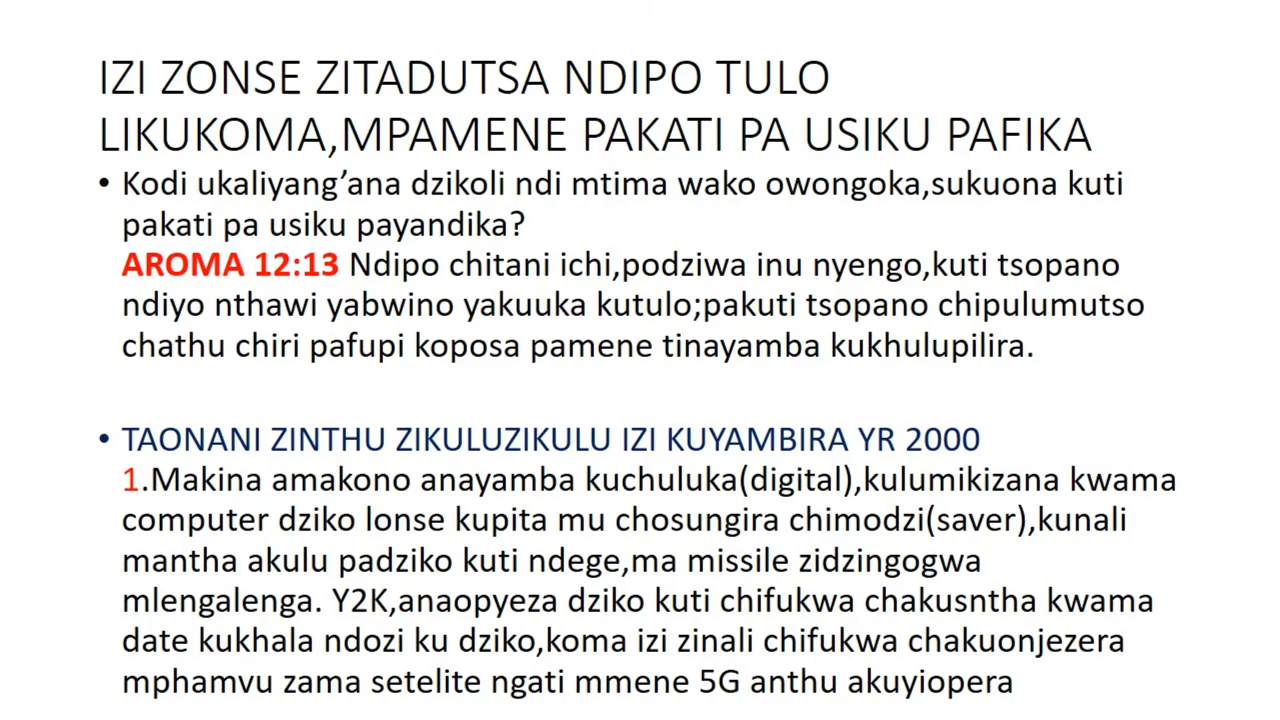 IZI ZONSE ZITADUTSA NDIPO TULO
LIKUKOMA,MPAMENE PAKATI PA USIKU PAFIKA
• Kodi ukaliyang’ana dzikoli ndi mtima wako owongoka,sukuona kuti
pakati pa usiku payandika?
AROMA 12:13 Ndipo chitani ichi,podziwa inu nyengo,kuti tsopano
ndiyo nthawi yabwino yakuuka kutulo;pakuti tsopano chipulumutso
chathu chiri pafupi koposa pamene tinayamba kukhulupilira.
• TAONANI ZINTHU ZIKULUZIKULU IZI KUYAMBIRA YR 2000
1.Makina amakono anayamba kuchuluka(digital),kulumikizana kwama
computer dziko lonse kupita mu chosungira chimodzi(saver),kunali
mantha akulu padziko kuti ndege,ma missile zidzingogwa
mlengalenga. Y2K,anaopyeza dziko kuti chifukwa chakusntha kwama
date kukhala ndozi ku dziko,koma izi zinali chifukwa chakuonjezera
mphamvu zama setelite ngati mmene 5G anthu akuyiopera